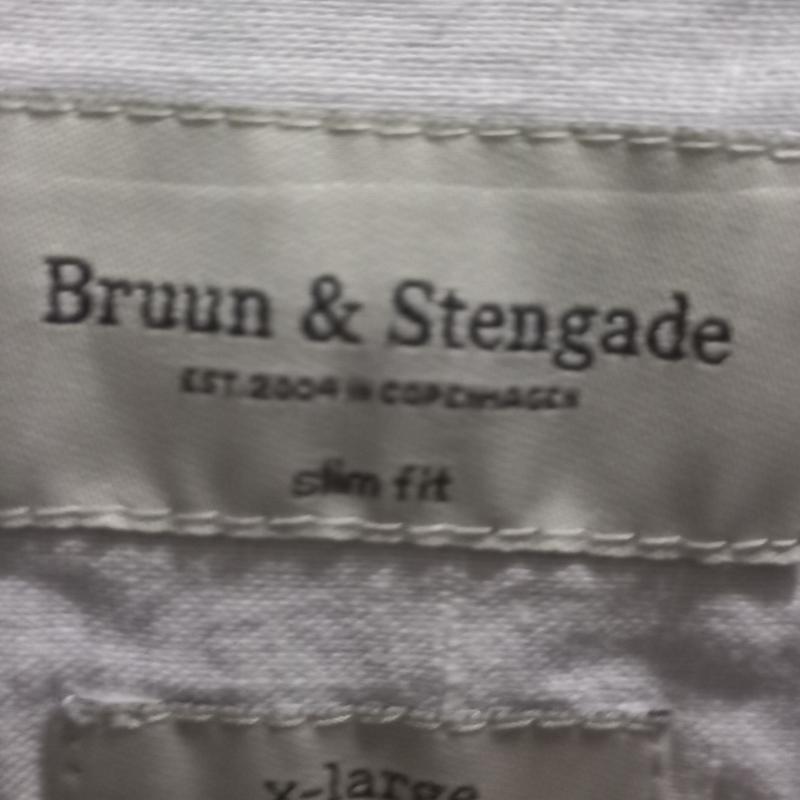 Bruun & Stengade
EST. 2004 IN COPENHAGEN
slim fit
x-large